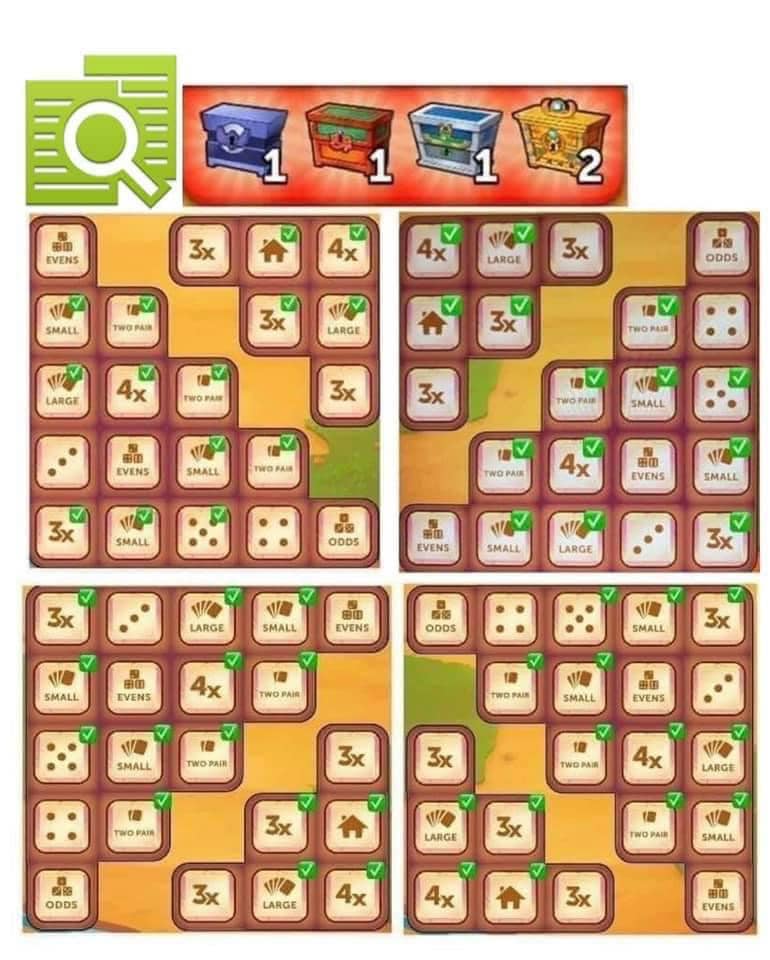 1 1 1 2
EVENS 3x 4x
SMALL TWO PAIR 3x LARGE
LARGE 4x TWO PAIR 3x
EVENS SMALL TWO PAIR
3x SMALL ODDS
4x LARGE 3x ODDS
3x TWO PAIR
3x TWO PAIR SMALL
TWO PAIR 4x EVENS SMALL
EVENS SMALL LARGE 3x
3x LARGE SMALL EVENS
SMALL EVENS 4x TWO PAIR
SMALL TWO PAIR 3x
TWO PAIR 3x
ODDS 3x LARGE 4x
ODDS SMALL 3x
TWO PAIR SMALL EVENS
3x TWO PAIR 4x LARGE
LARGE 3x TWO PAIR SMALL
4x 3x EVENS